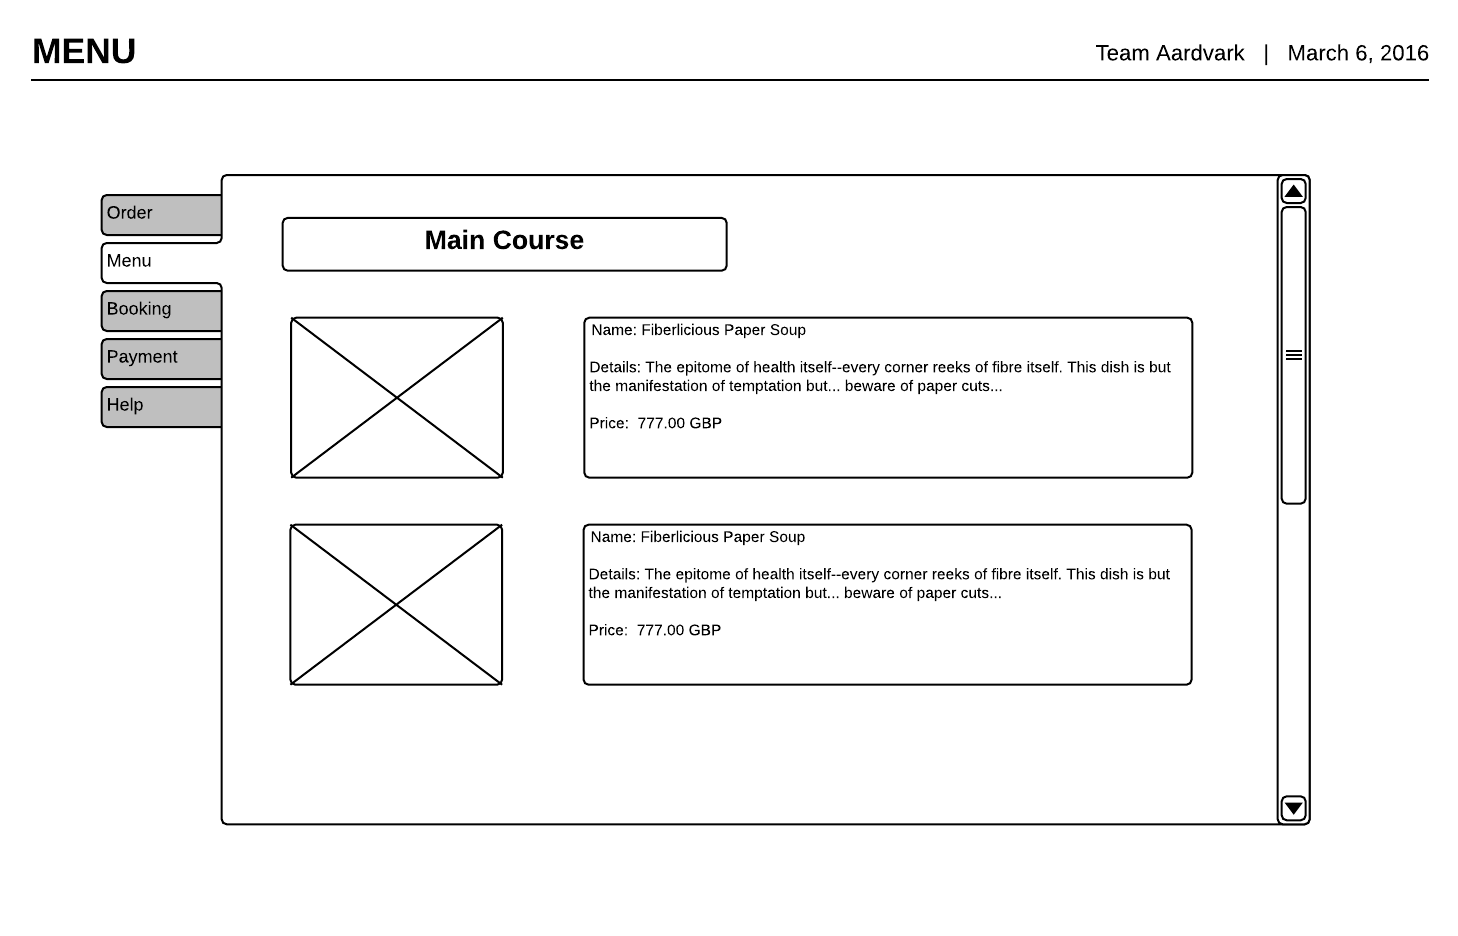 MENU
Team Aardvark | March 6, 2016
Order
Menu
Booking
Payment
Help
Main Course
Name: Fiberlicious Paper Soup
Details: The epitome of health itself--every corner reeks of fibre itself. This dish is but
the manifestation of temptation but... beware of paper cuts...
Price: 777.00 GBP
Name: Fiberlicious Paper Soup
Details: The epitome of health itself--every corner reeks of fibre itself. This dish is but
the manifestation of temptation but... beware of paper cuts...
Price: 777.00 GBP